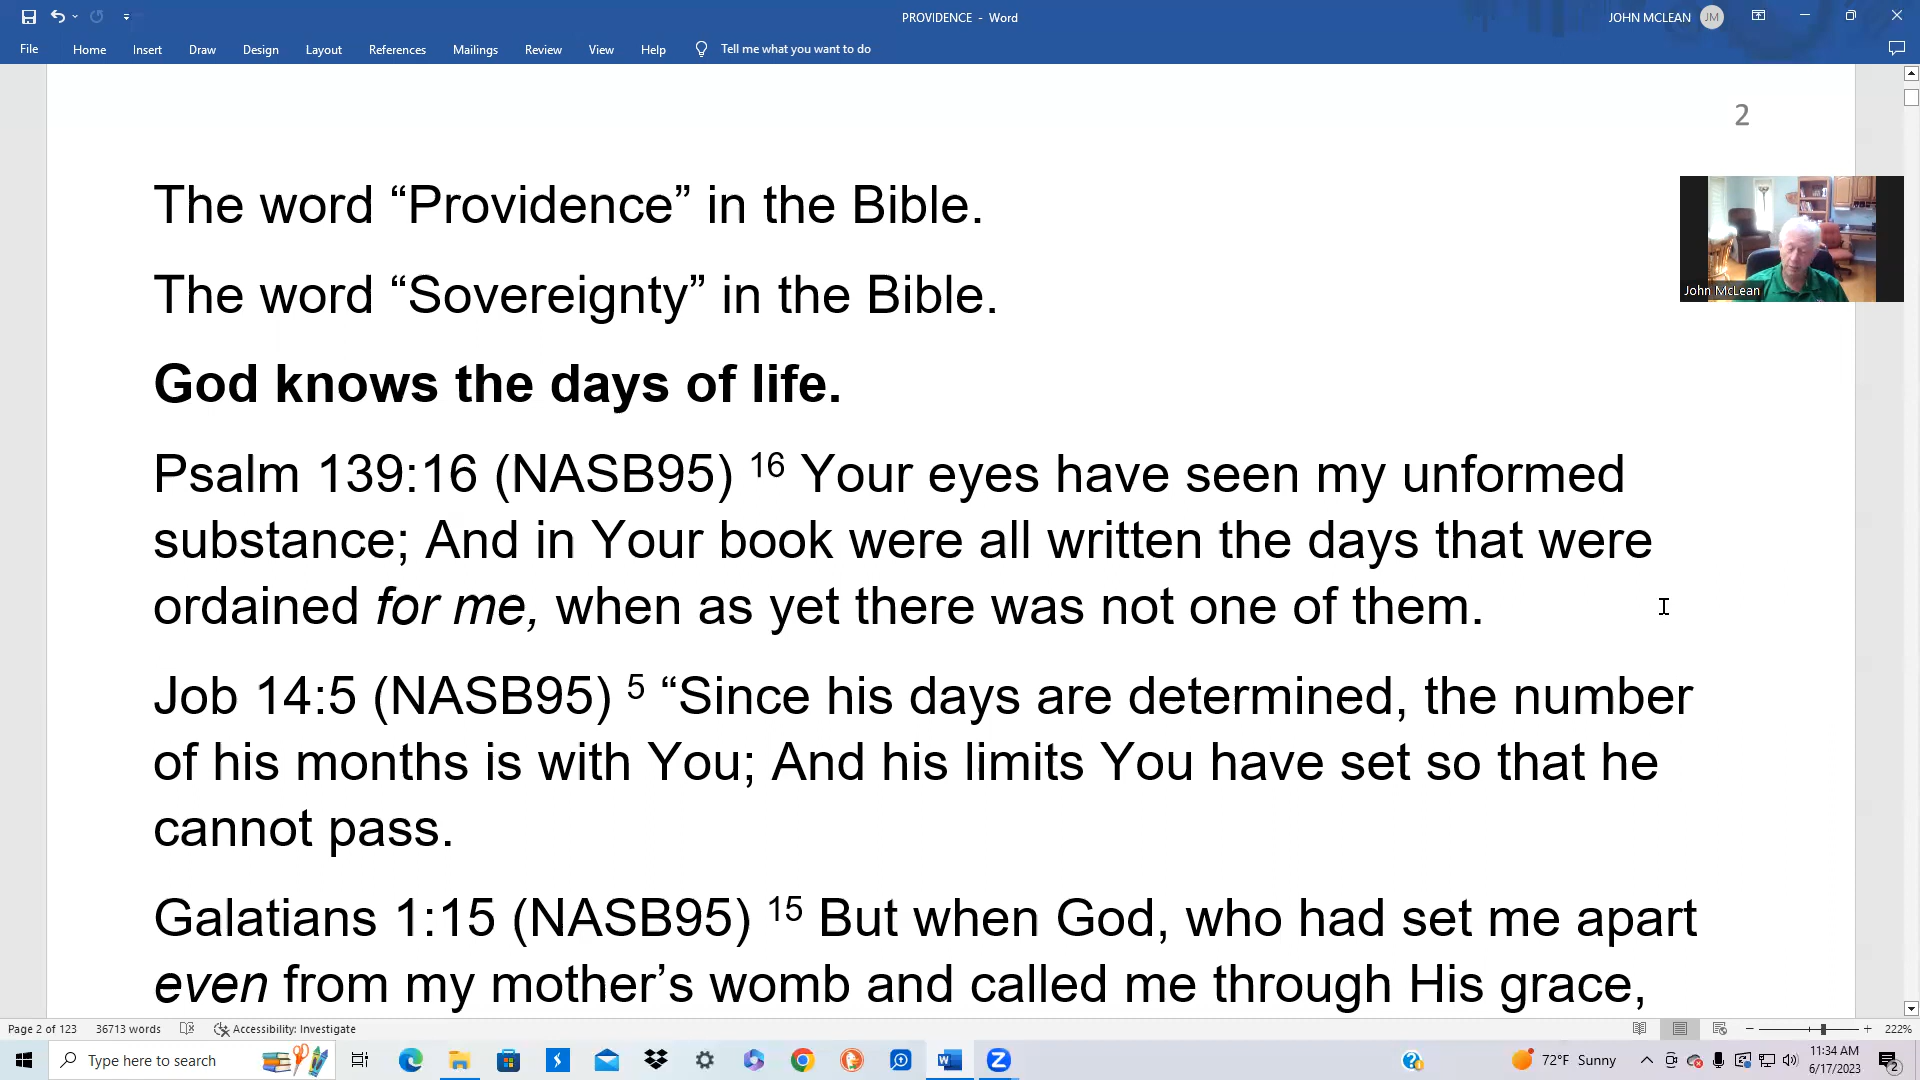 PROVIDENCE - Word
JOHN MCLEAN JM
File Home Insert Draw Design Layout References Mailings Review View Help Tell me what you want to do
2
The word “Providence” in the Bible.
The word “Sovereignty” in the Bible.
God knows the days of life.
Psalm 139:16 (NASB95) 16 Your eyes have seen my unformed
substance; And in Your book were all written the days that were
ordained for me, when as yet there was not one of them.
Job 14:5 (NASB95) 5 “Since his days are determined, the number
of his months is with You; And his limits You have set so that he
cannot pass.
Galatians 1:15 (NASB95) 15 But when God, who had set me apart
even from my mother’s womb and called me through His grace,
John McLean
Page 2 of 123 36713 words Accessibility: Investigate 222%
Type here to search 72°F Sunny 11:34 AM
6/17/2023 2